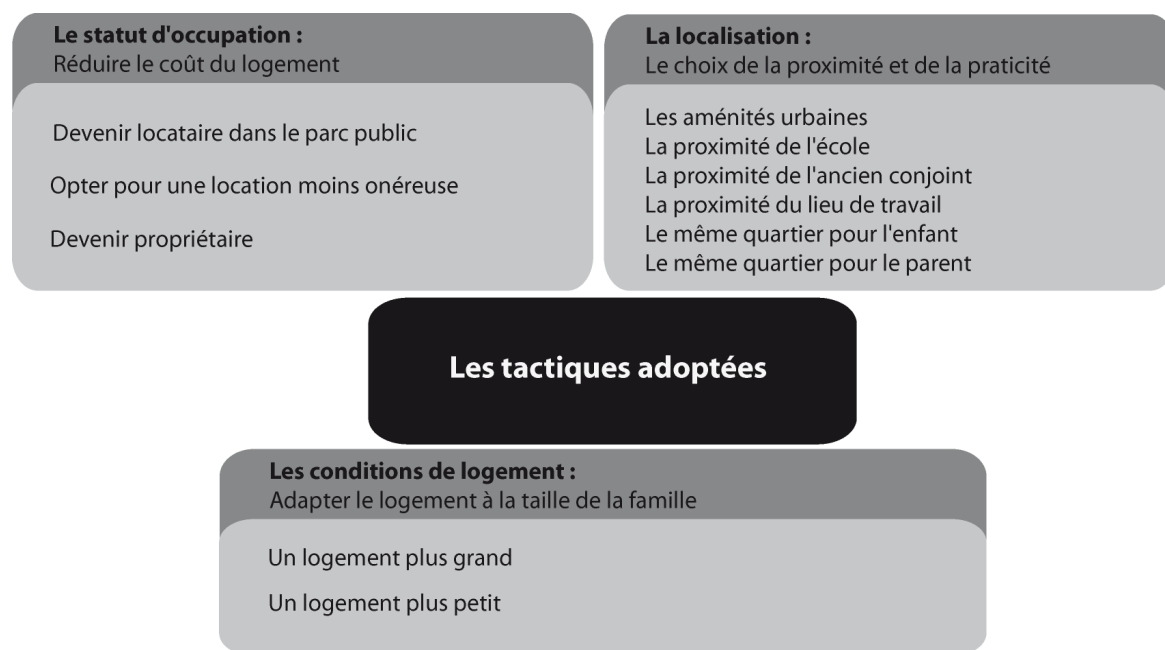 Le statut d'occupation :
Réduire le coût du logement
Devenir locataire dans le parc public
Opter pour une location moins onéreuse
Devenir propriétaire
La localisation :
Le choix de la proximité et de la praticité
Les aménités urbaines
La proximité de l'école
La proximité de l'ancien conjoint
La proximité du lieu de travail
Le même quartier pour l'enfant
Le même quartier pour le parent
Les tactiques adoptées
Les conditions de logement :
Adapter le logement à la taille de la famille
Un logement plus grand
Un logement plus petit